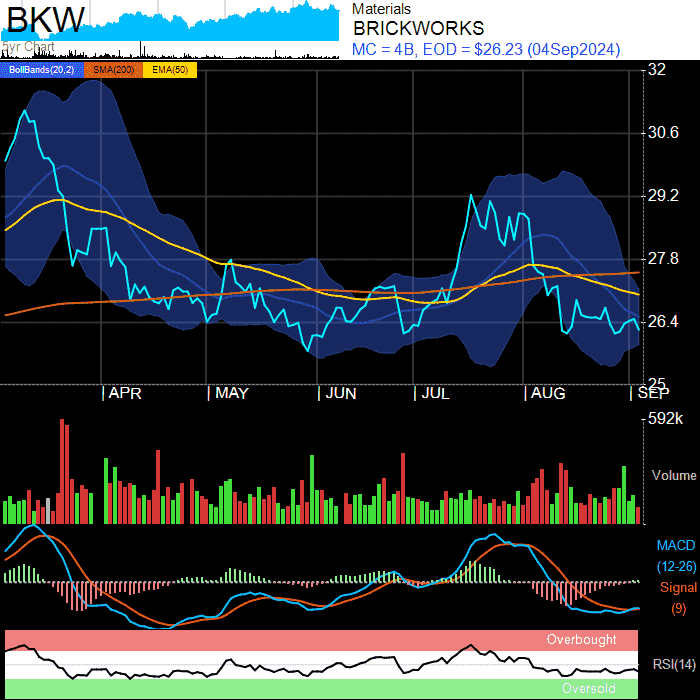 BKW
5yr Chart
Materials
BRICKWORKS
MC = 4B, EOD = $26.23 (04Sep2024)
BollBands(20,2) SMA(200) EMA(50)
32
30.6
29.2
27.8
26.4
25
APR MAY JUN JUL AUG SEP
592k
Volume
MACD
(12-26)
Signal
(9)
Overbought
RSI(14)
Oversold